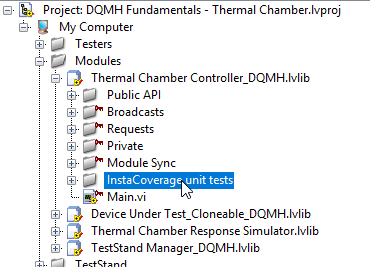 Project: DQMH Fundamentals - Thermal Chamber.lvproj
My Computer
Testers
Modules
Thermal Chamber Controller_DQMH.lvlib
Public API
Broadcasts
Requests
Private
Module Sync
InstaCoverage unit tests
Main.vi
Device Under Test_Cloneable_DQMH.lvlib
Thermal Chamber Response Simulator.lvlib
TestStand Manager_DQMH.lvlib
TestStand